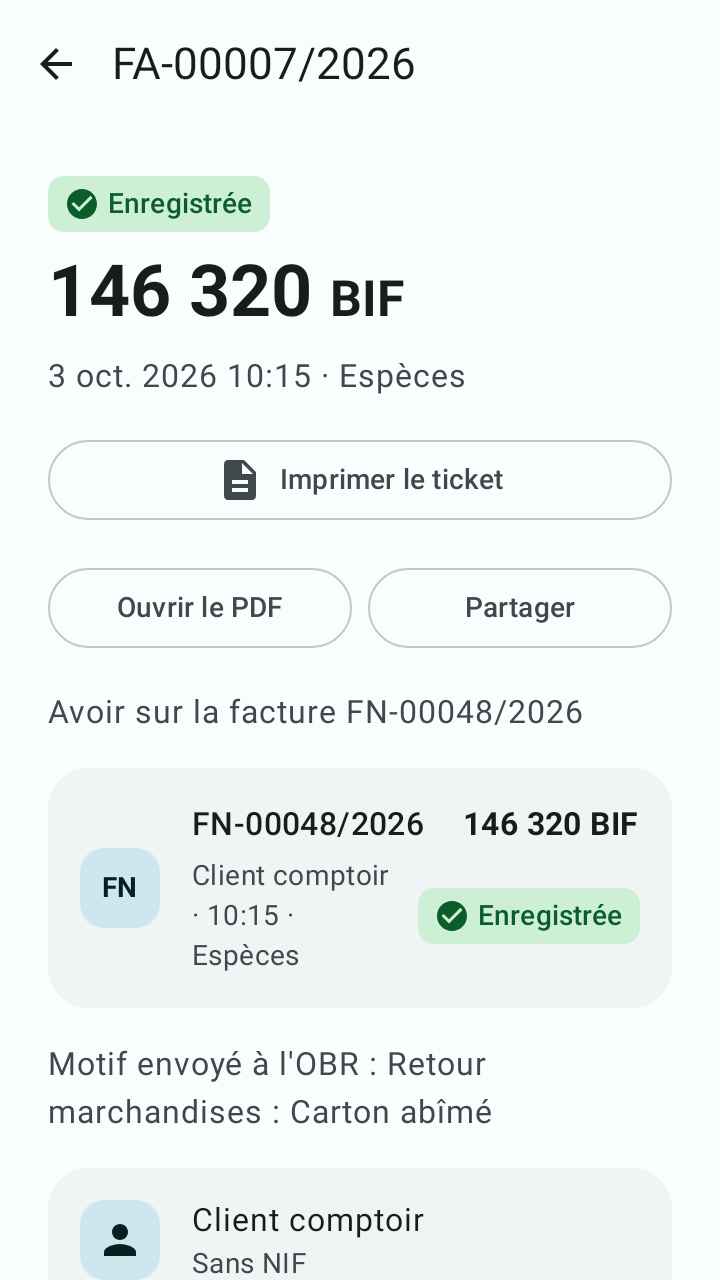 FA-00007/2026
Enregistrée
146 320 BIF
3 oct. 2026 10:15 · Espèces
Imprimer le ticket
Ouvrir le PDF
Partager
Avoir sur la facture FN-00048/2026
FN
FN-00048/2026 146 320 BIF
Client comptoir
· 10:15 ·
Espèces
Enregistrée
Motif envoyé à l'OBR : Retour
marchandises : Carton abîmé
Client comptoir
Sans NIF